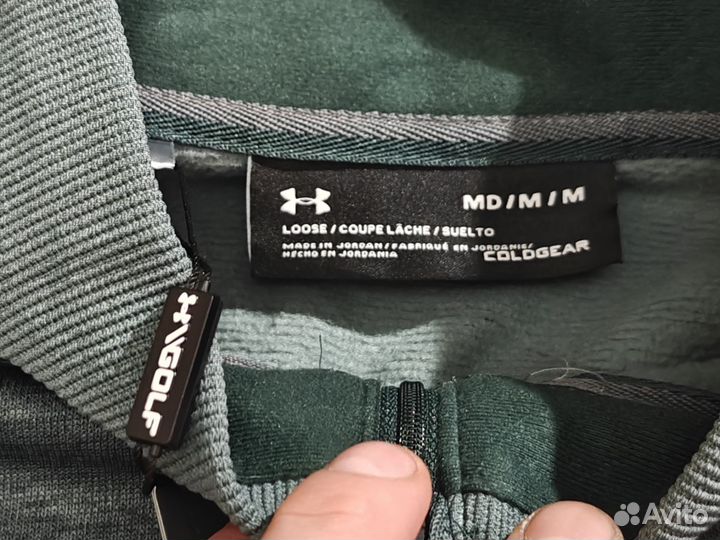 MD / M / M
LOOSE / COUPE LÂCHE / SUELTO
MADE IN JORDAN / FABRIQUÉ EN JORDANIE /
HECHO EN JORDANIA
COLDGEAR
GOLF
Avito